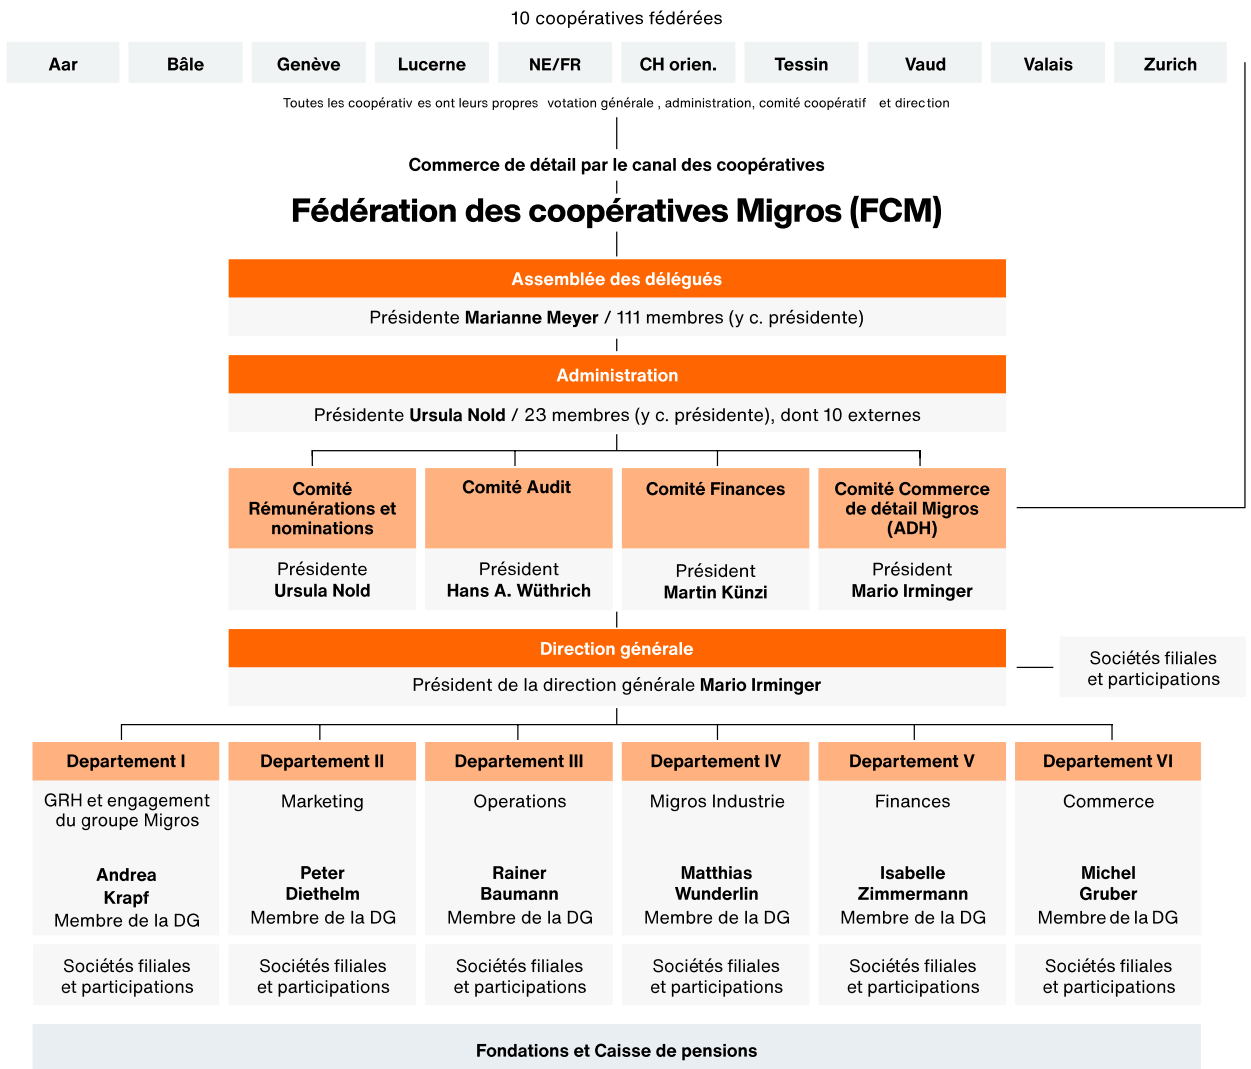 10 coopératives fédérées
Aar
Bâle
Genève
Lucerne
NE/FR
CH orien.
Tessin
Vaud
Valais
Zurich
Toutes les coopérativ es ont leurs propres votation générale , administration, comité coopératif et direction
Commerce de détail par le canal des coopératives
Fédération des coopératives Migros (FCM)
Assemblée des délégués
Présidente Marianne Meyer / 111 membres (y c. présidente)
Administration
Présidente Ursula Nold / 23 membres (y c. présidente), dont 10 externes
Comité
Rémunérations et
nominations
Présidente
Ursula Nold
Comité Audit
Président
Hans A. Wüthrich
Comité Finances
Président
Martin Künzi
Comité Commerce
de détail Migros
(ADH)
Président
Mario Irminger
Direction générale
Président de la direction générale Mario Irminger
Sociétés filiales
et participations
Departement I
GRH et engagement
du groupe Migros
Andrea
Krapf
Membre de la DG
Sociétés filiales
et participations
Departement II
Marketing
Peter
Diethelm
Membre de la DG
Sociétés filiales
et participations
Departement III
Operations
Rainer
Baumann
Membre de la DG
Sociétés filiales
et participations
Departement IV
Migros Industrie
Matthias
Wunderlin
Membre de la DG
Sociétés filiales
et participations
Departement V
Finances
Isabelle
Zimmermann
Membre de la DG
Sociétés filiales
et participations
Departement VI
Commerce
Michel
Gruber
Membre de la DG
Sociétés filiales
et participations
Fondations et Caisse de pensions